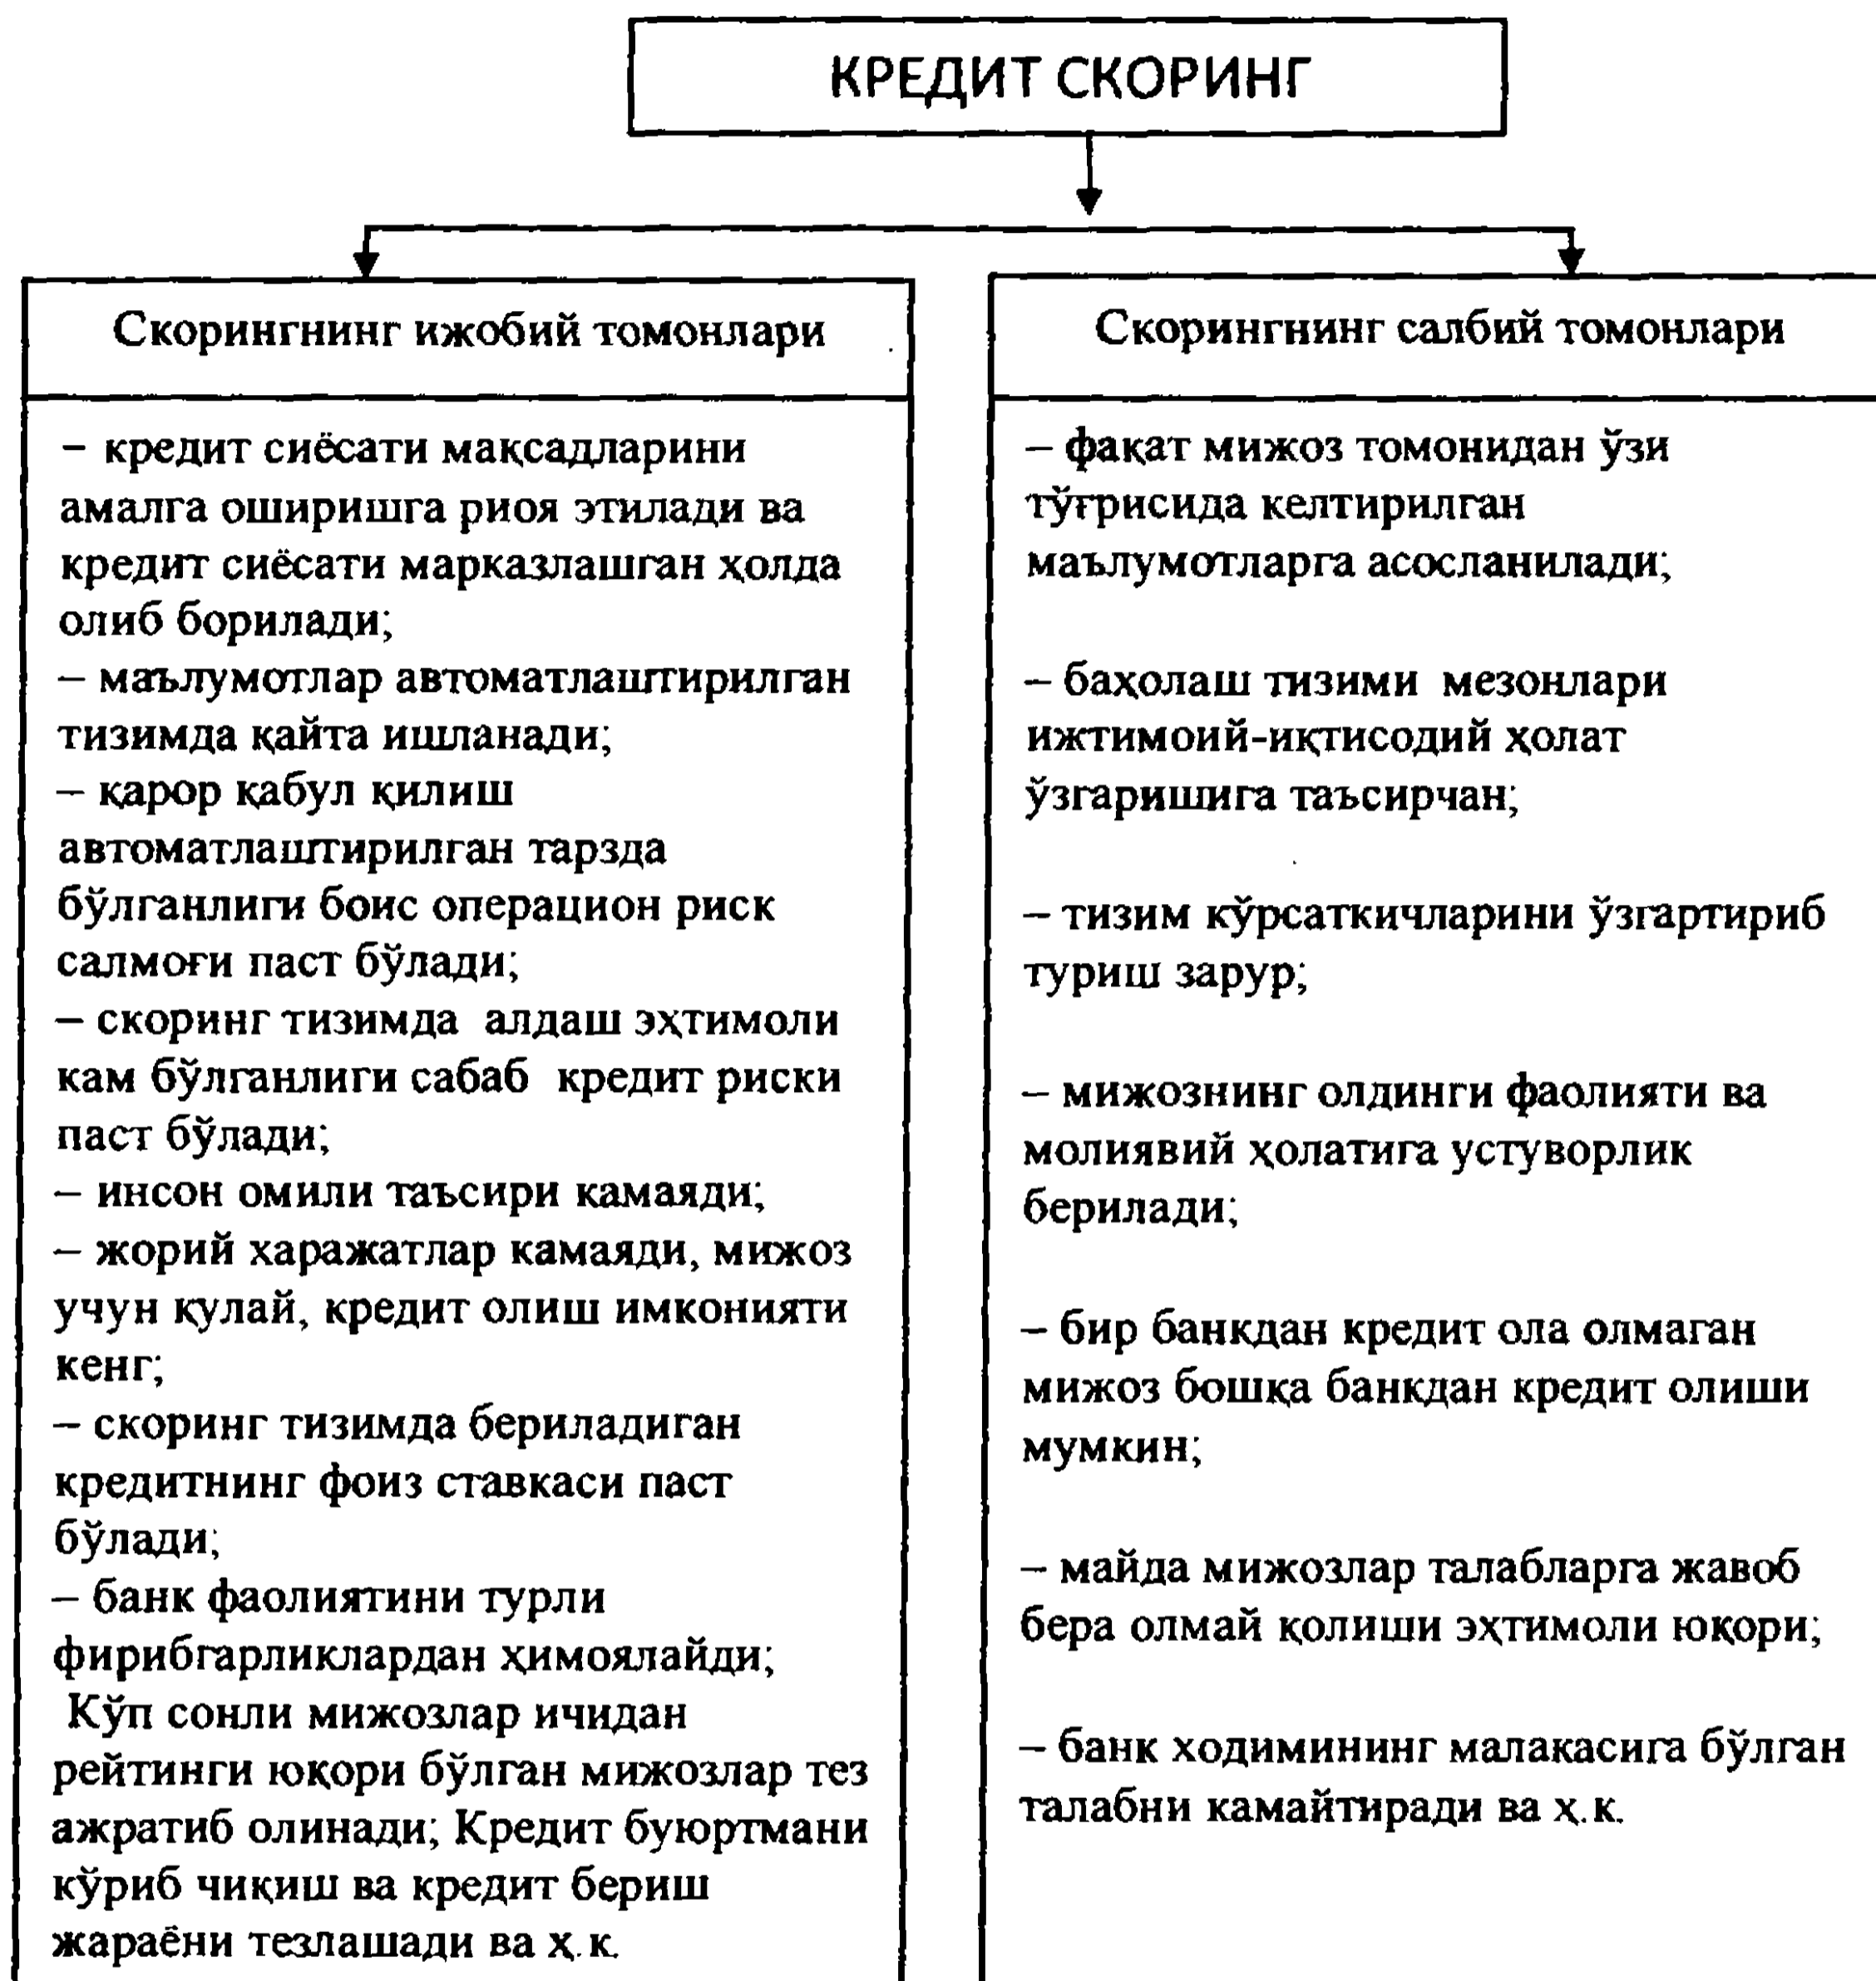 КРЕДИТ СКОРИНГ
Скорингнинг ижобий томонлари
– кредит сиёсати мақсадларини
амалга оширишга риоя этилади ва
кредит сиёсати марказлашган ҳолда
олиб борилади;
– маълумотлар автоматлаштирилган
тизимда қайта ишланади;
– қарор қабул қилиш
автоматлаштирилган тарзда
бўлганлиги боис операцион риск
салмоғи паст бўлади;
– скоринг тизимда алдаш эҳтимоли
кам бўлганлиги сабаб кредит риски
паст бўлади;
– инсон омили таъсири камаяди;
– жорий харажатлар камаяди, мижоз
учун қулай, кредит олиш имконияти
кенг;
– скоринг тизимда бериладиган
кредитнинг фоиз ставкаси паст
бўлади;
– банк фаолиятини турли
фирибгарликлардан ҳимоялайди;
Кўп сонли мижозлар ичидан
рейтинги юқори бўлган мижозлар тез
ажратиб олинади; Кредит буюртмани
кўриб чиқиш ва кредит бериш
жараёни тезлашади ва ҳ.к.
Скорингнинг салбий томонлари
– фақат мижоз томонидан ўзи
тўғрисида келтирилган
маълумотларга асосланилади;
– баҳолаш тизими мезонлари
ижтимоий-иқтисодий ҳолат
ўзгаришига таъсирчан;
– тизим кўрсаткичларини ўзгартириб
туриш зарур;
– мижознинг олдинги фаолияти ва
молиявий ҳолатига устуворлик
берилади;
– бир банкдан кредит ола олмаган
мижоз бошқа банкдан кредит олиши
мумкин;
– майда мижозлар талабларга жавоб
бера олмай қолиши эҳтимоли юқори;
– банк ходимининг малакасига бўлган
талабни камайтиради ва ҳ.к.